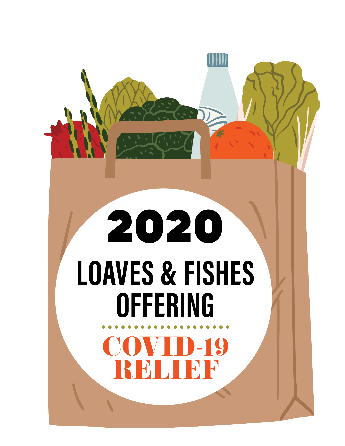 2020
LOAVES & FISHES
OFFERING
COVID-19
RELIEF